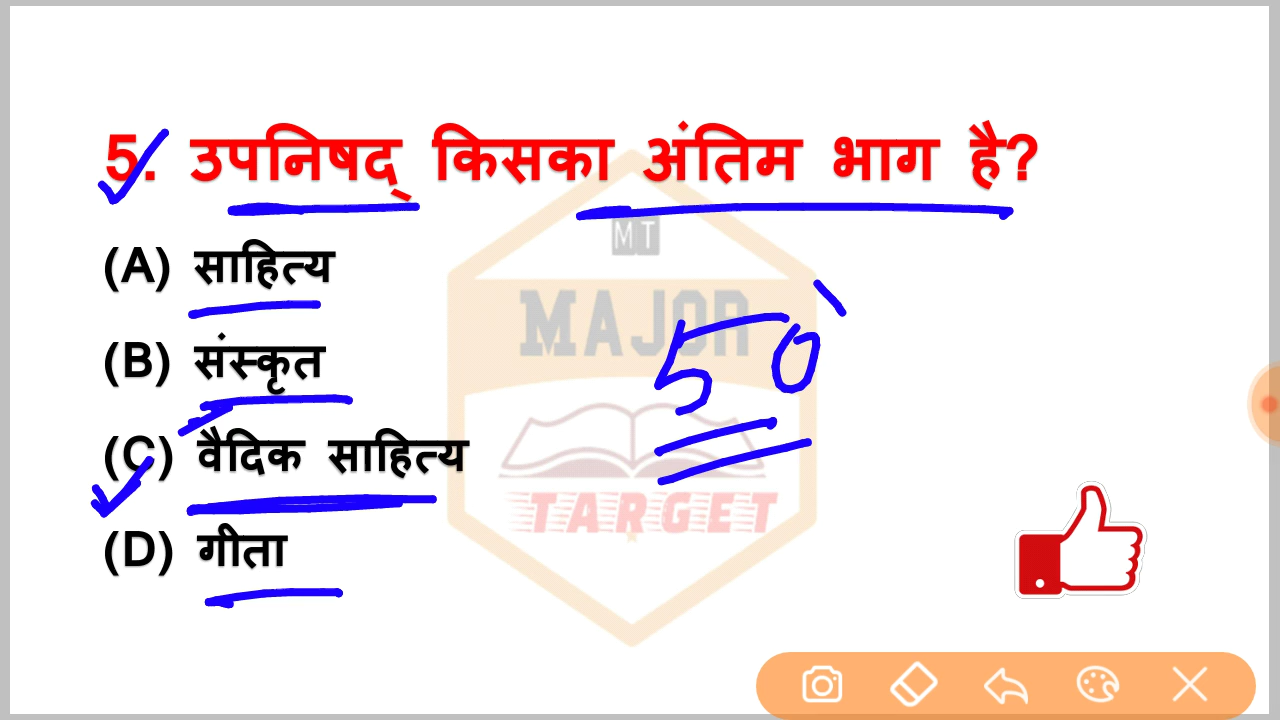 5. उपनिषद् किसका अंतिम भाग है?
(A) साहित्य
MT
(B) संस्कृत
MAJOR
50
(C) वैदिक साहित्य
TARGET
(D) गीता